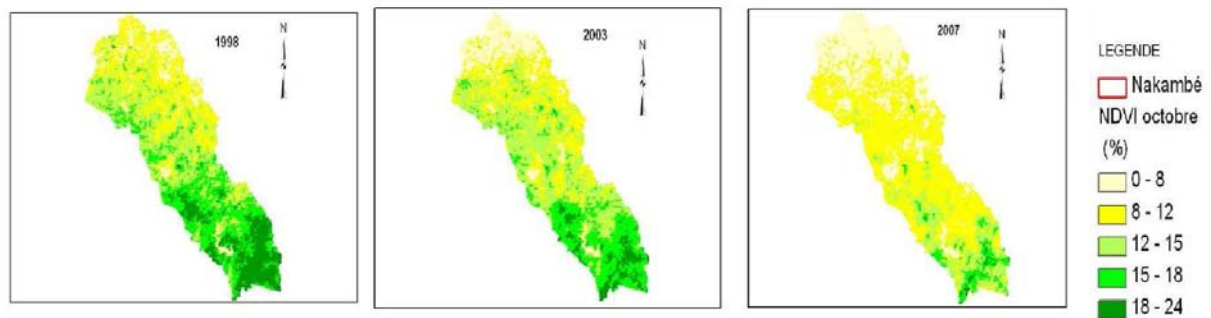 1998
N
2003
N
2007
N
LEGENDE
Nakambé
NDVI octobre
(%)
0 - 8
8 - 12
12 - 15
15 - 18
18 - 24